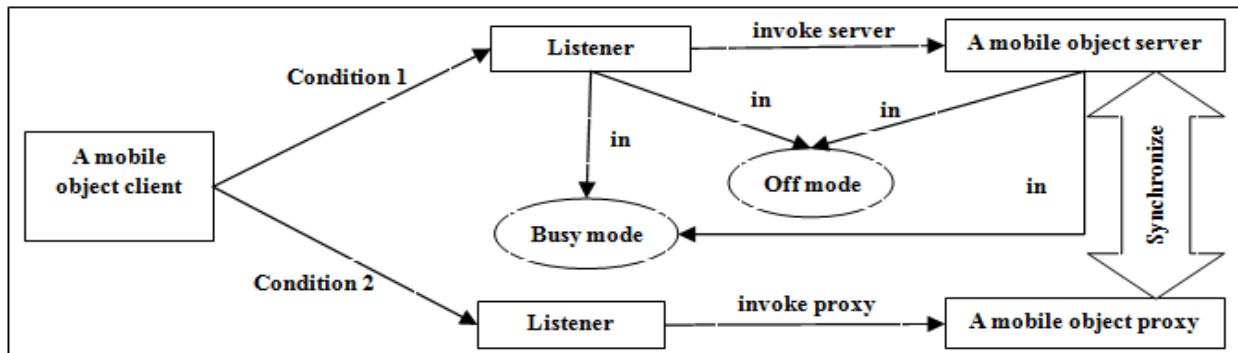 Listener
invoke server
A mobile object server
Condition 1
in
in
in
A mobile
object client
Off mode
in
Busy mode
Synchronize
Condition 2
Listener
invoke proxy
A mobile object proxy